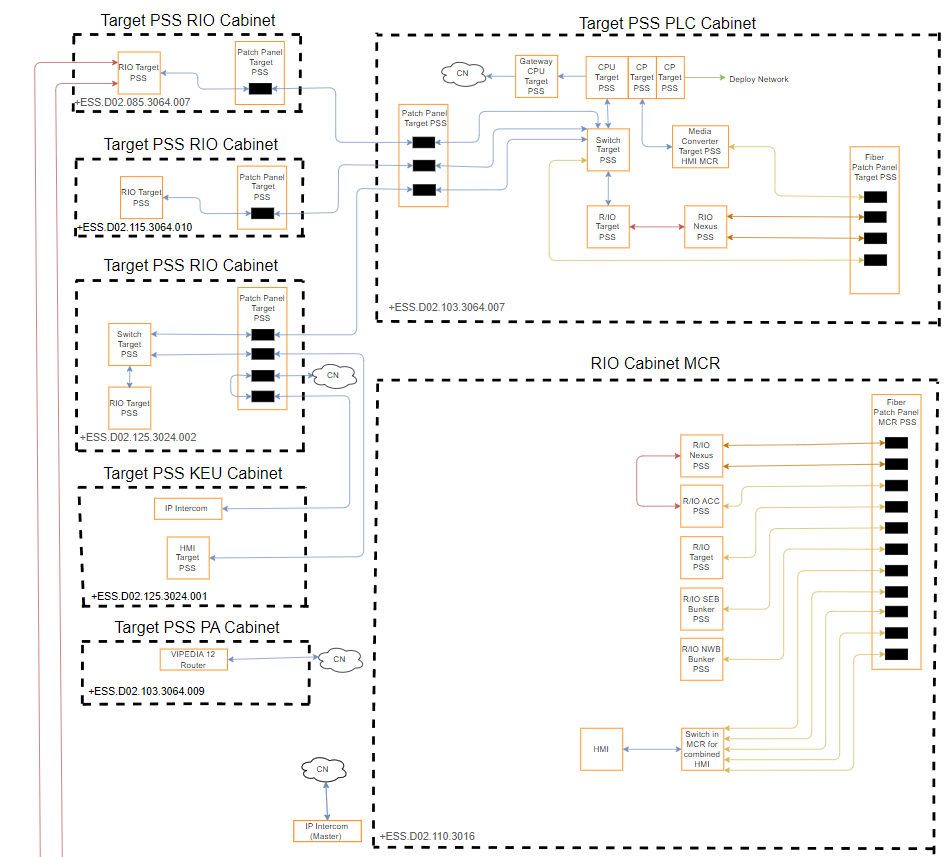 Target PSS RIO Cabinet
RIO Target
PSS
Patch Panel
Target
PSS
+ESS.D02.085.3064.007
Target PSS RIO Cabinet
RIO Target
PSS
Patch Panel
Target
PSS
+ESS.D02.115.3064.010
Target PSS RIO Cabinet
Switch
Target
PSS
RIO Target
PSS
Patch Panel
Target
PSS
CN
+ESS.D02.125.3024.002
Target PSS KEU Cabinet
IP Intercom
HMI
Target
PSS
+ESS.D02.125.3024.001
Target PSS PA Cabinet
VIPEDIA 12
Router
CN
+ESS.D02.103.3064.009
CN
IP Intercom
(Master)
Target PSS PLC Cabinet
CN
Gateway
CPU
Target
PSS
CPU
Target
PSS
CP
Target
PSS
CP
Target
PSS
Deploy Network
Patch Panel
Target PSS
Switch
Target
PSS
Media
Converter
Target PSS
HMI MCR
Fiber
Patch Panel
Target PSS
R/IO
Target
PSS
RIO
Nexus
PSS
+ESS.D02.103.3064.007
RIO Cabinet MCR
Fiber
Patch Panel
MCR PSS
R/IO
Nexus
PSS
R/IO ACC
PSS
R/IO
Target
PSS
R/IO SEB
Bunker
PSS
R/IO NWB
Bunker
PSS
HMI
Switch in
MCR for
combined
HMI
+ESS.D02.110.3016